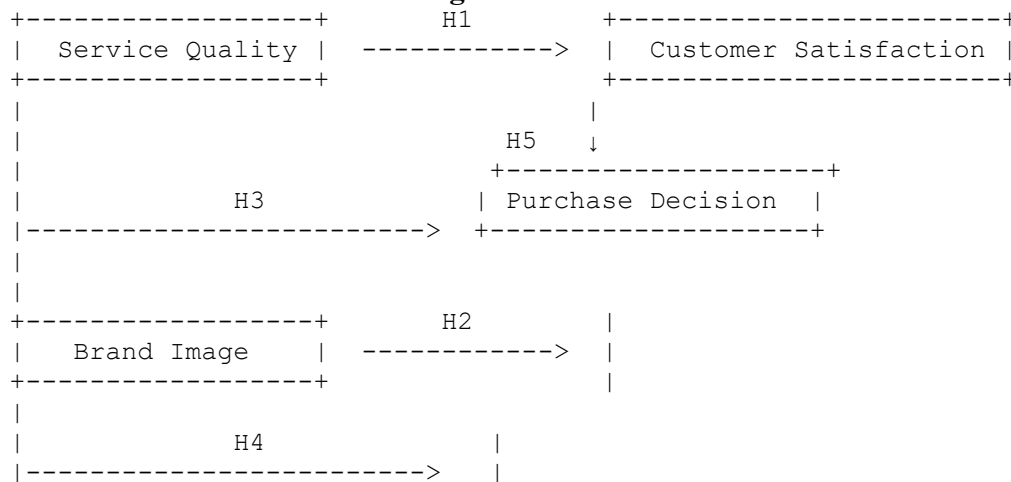 H1
Service Quality Customer Satisfaction
H5
H3 Purchase Decision
H2
Brand Image
H4